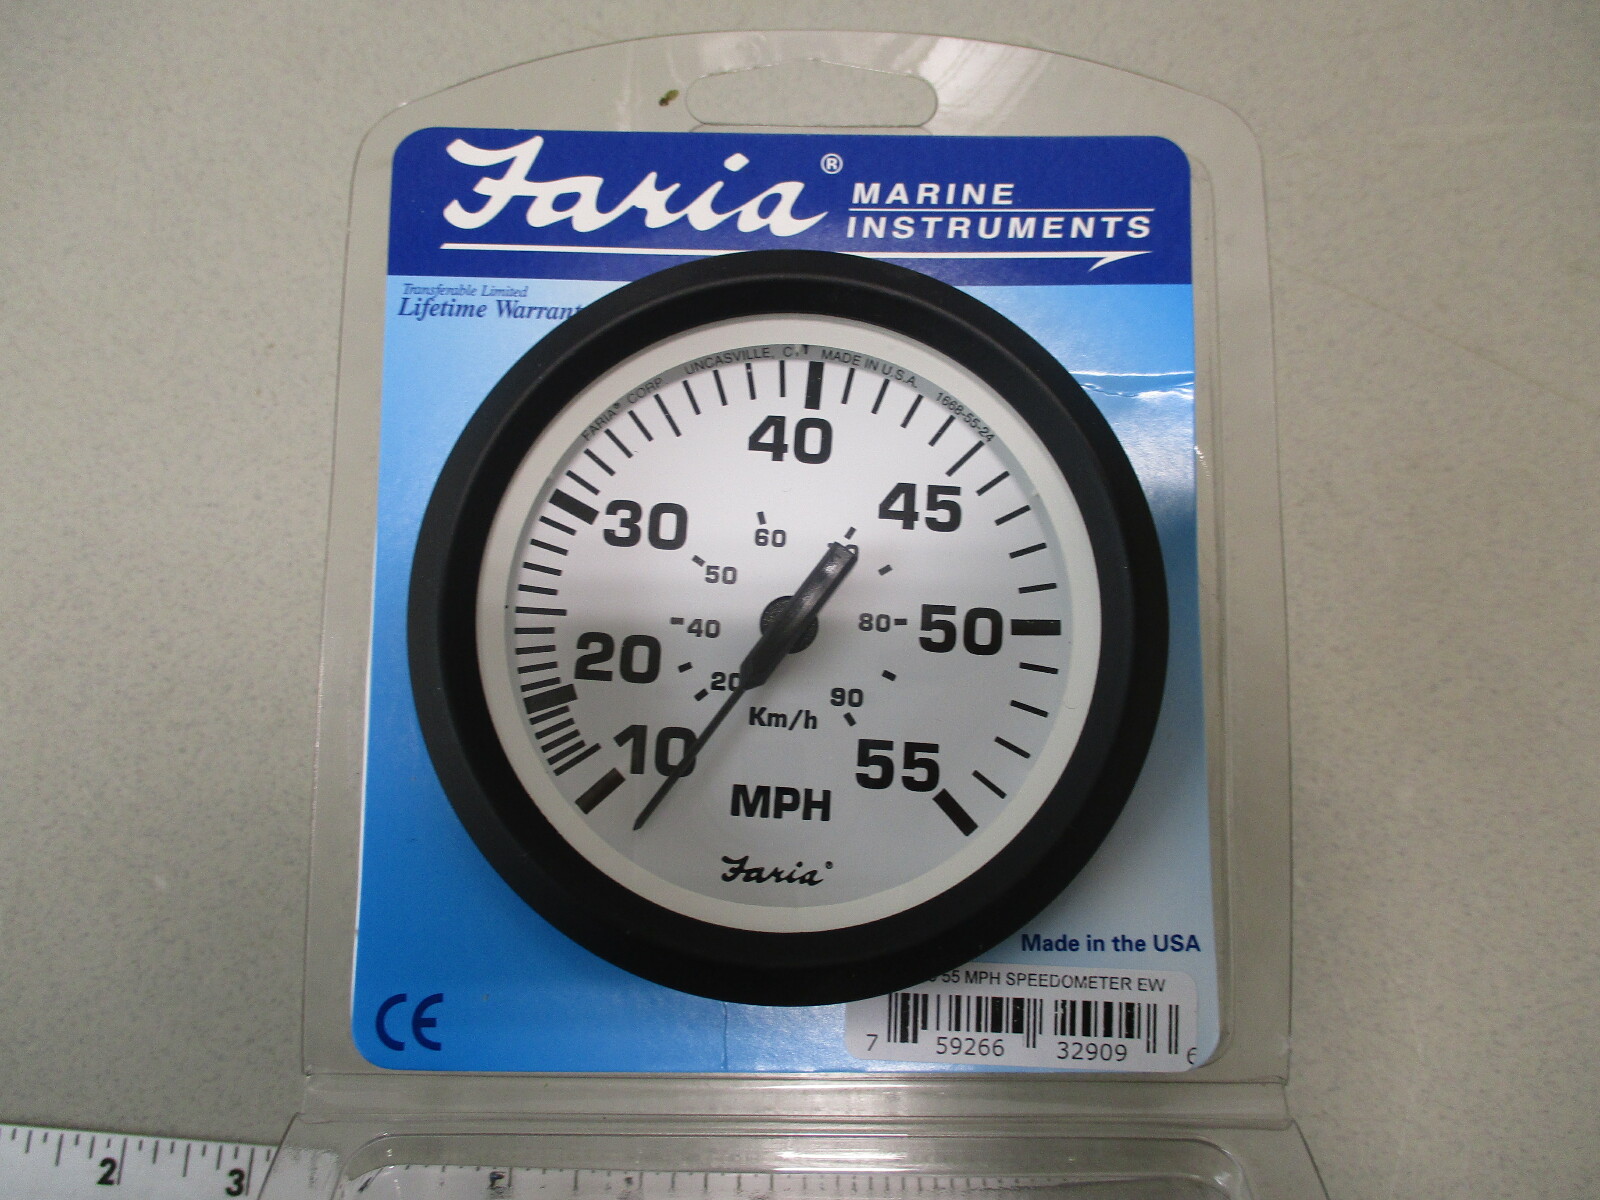 Faria®
MARINE
INSTRUMENTS
Transferable Limited
Lifetime Warrant
FARIA® CORP. UNCASVILLE, CT MADE IN U.S.A. 1668-55-24
40
30
45
60
50
40
80
50
20
20
90
Km/h
10
55
MPH
Faria®
Made in the USA
55 MPH SPEEDOMETER EW
CE
7 59266 32909 6
2
3